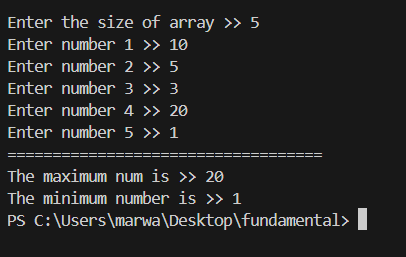 Enter the size of array >> 5
Enter number 1 >> 10
Enter number 2 >> 5
Enter number 3 >> 3
Enter number 4 >> 20
Enter number 5 >> 1
===================================
The maximum num is >> 20
The minimum number is >> 1
PS C:\Users\marwa\Desktop\fundamental>